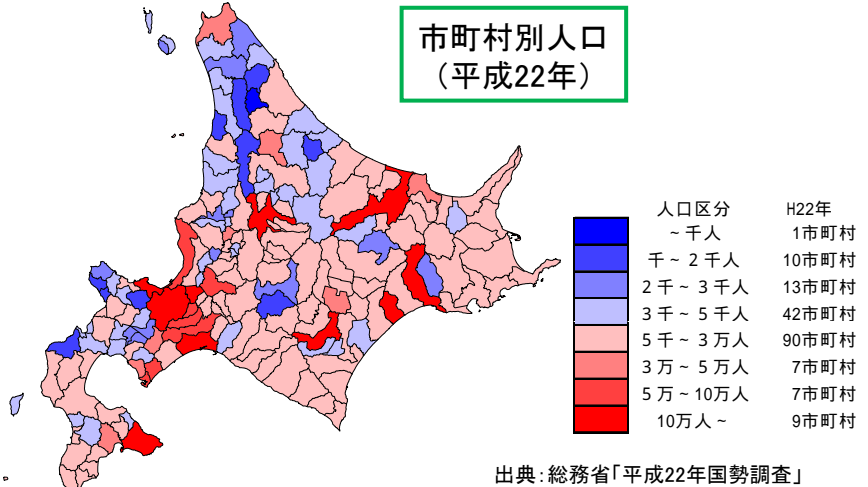 市町村別人口
（平成22年）
人口区分 H22年
~千人 1市町村
千~2千人 10市町村
2千~3千人 13市町村
3千~5千人 42市町村
5千~3万人 90市町村
3万~5万人 7市町村
5万~10万人 7市町村
10万人~ 9市町村
出典：総務省「平成22年国勢調査」